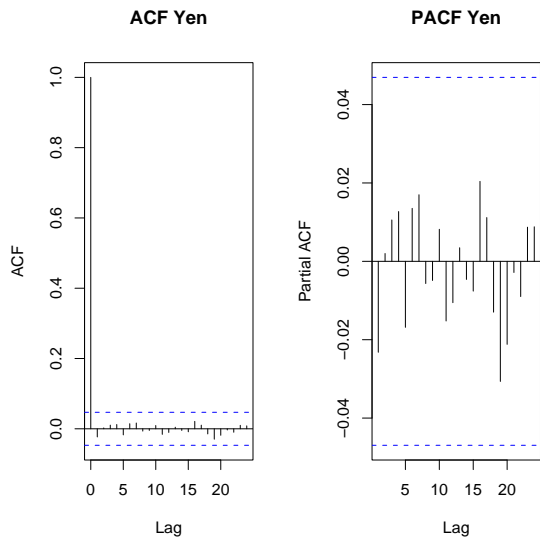 ACF Yen
ACF
1.0
0.8
0.6
0.4
0.2
0.0
0 5 10 15 20
Lag
PACF Yen
Partial ACF
0.04
0.02
0.00
−0.02
−0.04
5 10 15 20
Lag